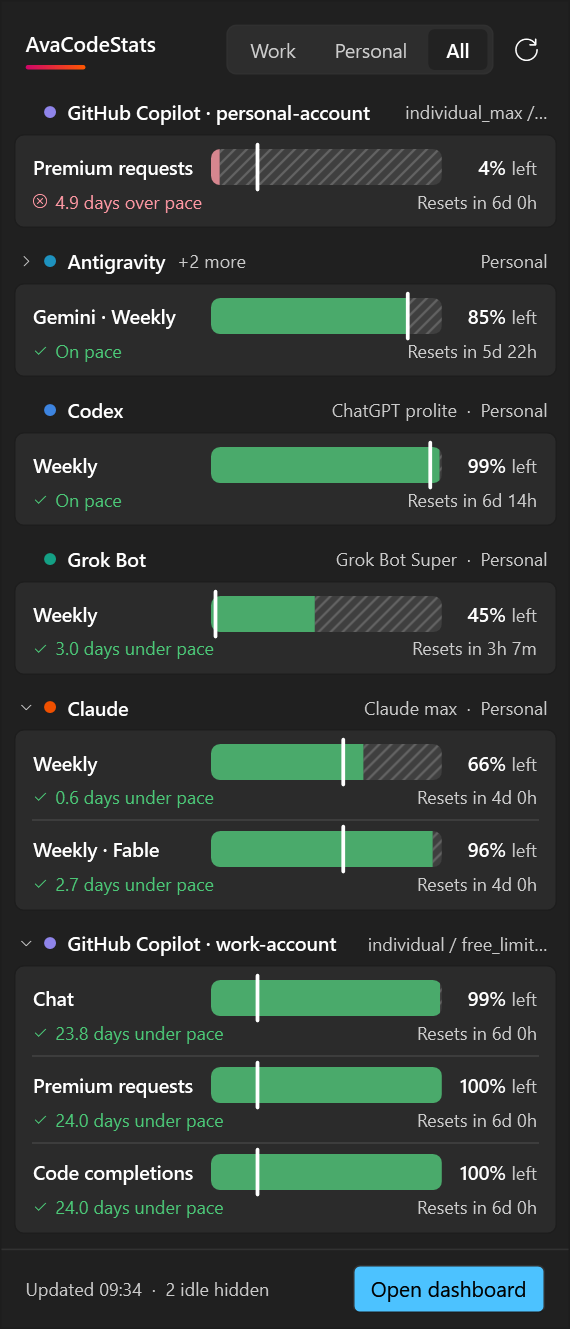 AvaCodeStats
Work Personal All
GitHub Copilot · personal-account individual_max /...
Premium requests 4% left
4.9 days over pace Resets in 6d 0h
Antigravity +2 more Personal
Gemini · Weekly 85% left
On pace Resets in 5d 22h
Codex ChatGPT prolite · Personal
Weekly 99% left
On pace Resets in 6d 14h
Grok Bot Grok Bot Super · Personal
Weekly 45% left
3.0 days under pace Resets in 3h 7m
Claude Claude max · Personal
Weekly 66% left
0.6 days under pace Resets in 4d 0h
Weekly · Fable 96% left
2.7 days under pace Resets in 4d 0h
GitHub Copilot · work-account individual / free_limit...
Chat 99% left
23.8 days under pace Resets in 6d 0h
Premium requests 100% left
24.0 days under pace Resets in 6d 0h
Code completions 100% left
24.0 days under pace Resets in 6d 0h
Updated 09:34 · 2 idle hidden Open dashboard